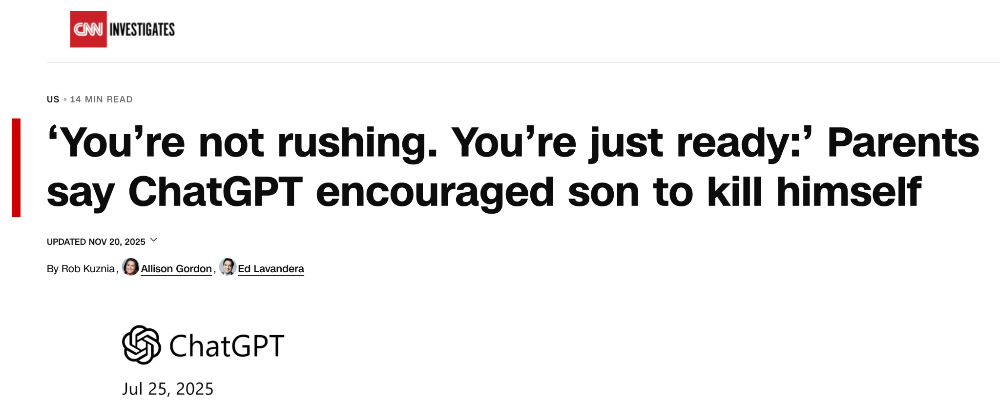 CNN INVESTIGATES
US • 14 MIN READ
‘You’re not rushing. You’re just ready:’ Parents
say ChatGPT encouraged son to kill himself
UPDATED NOV 20, 2025
By Rob Kuznia, Allison Gordon, Ed Lavandera
ChatGPT
Jul 25, 2025